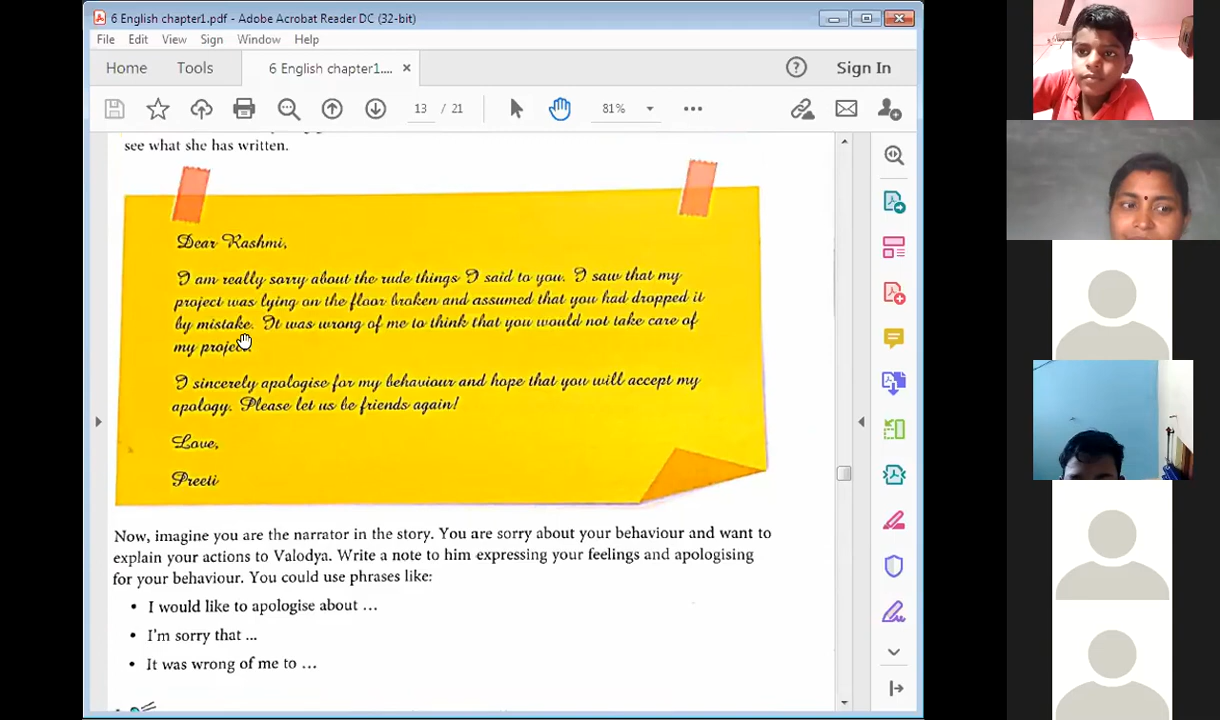 6 English chapter1.pdf - Adobe Acrobat Reader DC (32-bit)
File Edit View Sign Window Help
Home Tools 6 English chapter1.... × Sign In
13 / 21 81%
see what she has written.
Dear Rashmi,
I am really sorry about the rude things I said to you. I saw that my
project was lying on the floor broken and assumed that you had dropped it
by mistake. It was wrong of me to think that you would not take care of
my project.
I sincerely apologise for my behaviour and hope that you will accept my
apology. Please let us be friends again!
Love,
Preeti
Now, imagine you are the narrator in the story. You are sorry about your behaviour and want to
explain your actions to Valodya. Write a note to him expressing your feelings and apologising
for your behaviour. You could use phrases like:
• I would like to apologise about ...
• I'm sorry that ...
• It was wrong of me to ...